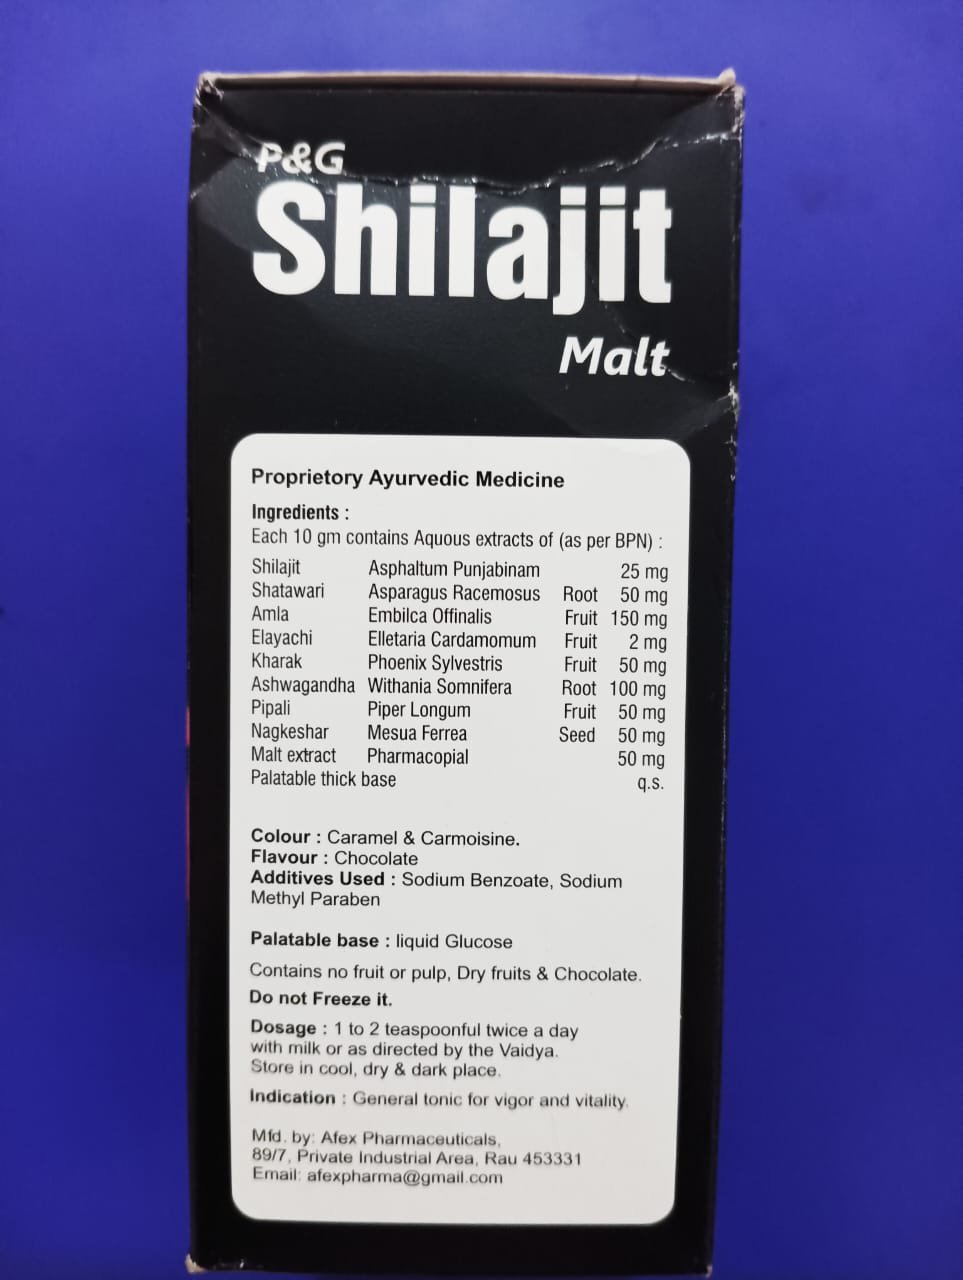 P&G
Shilajit
Malt
Proprietory Ayurvedic Medicine
Ingredients :
Each 10 gm contains Aquous extracts of (as per BPN) :
Shilajit Asphaltum Punjabinam 25 mg
Shatawari Asparagus Racemosus Root 50 mg
Amla Embilca Offinalis Fruit 150 mg
Elayachi Elletaria Cardamomum Fruit 2 mg
Kharak Phoenix Sylvestris Fruit 50 mg
Ashwagandha Withania Somnifera Root 100 mg
Pipali Piper Longum Fruit 50 mg
Nagkeshar Mesua Ferrea Seed 50 mg
Malt extract Pharmacopial 50 mg
Palatable thick base q.s.
Colour : Caramel & Carmoisine.
Flavour : Chocolate
Additives Used : Sodium Benzoate, Sodium
Methyl Paraben
Palatable base : liquid Glucose
Contains no fruit or pulp, Dry fruits & Chocolate.
Do not Freeze it.
Dosage : 1 to 2 teaspoonful twice a day
with milk or as directed by the Vaidya.
Store in cool, dry & dark place.
Indication : General tonic for vigor and vitality.
Mfd. by: Afex Pharmaceuticals,
89/7, Private Industrial Area, Rau 453331
Email: afexpharma@gmail.com